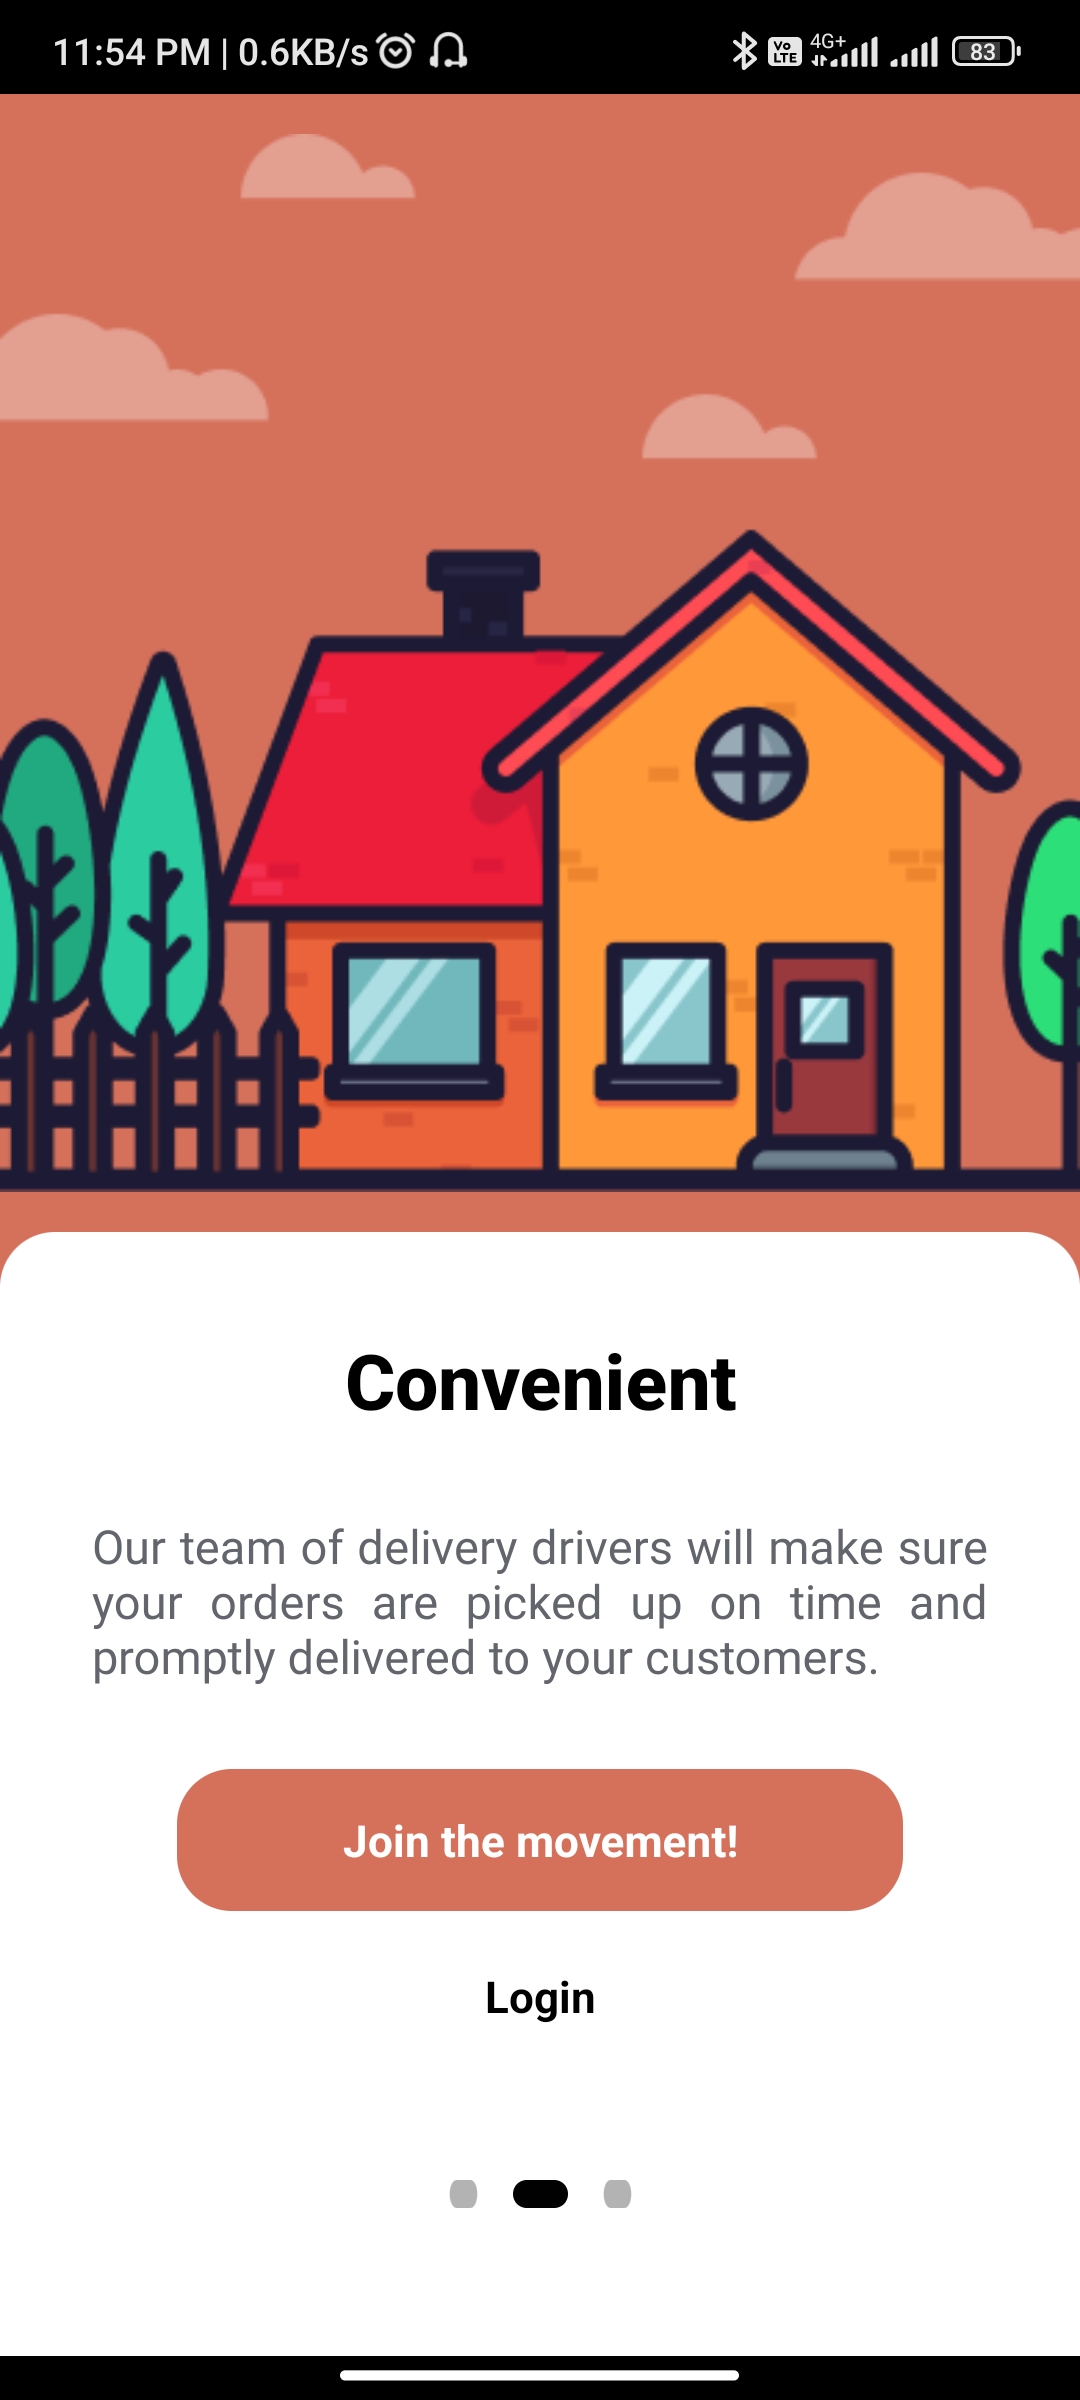 11:54 PM | 0.6KB/s Vo LTE 4G+ 83
Convenient
Our team of delivery drivers will make sure
your orders are picked up on time and
promptly delivered to your customers.
Join the movement!
Login